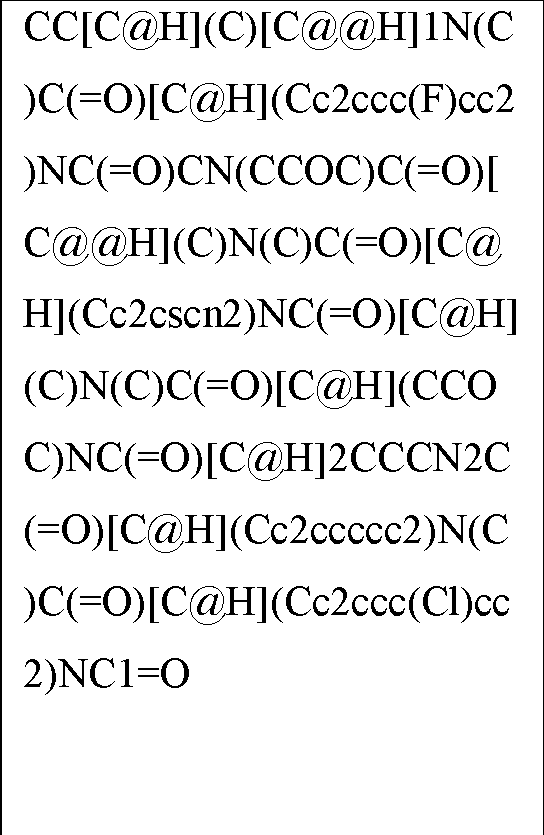 CC[C@H](C)[C@@H]1N(C
)C(=O)[C@H](Cc2ccc(F)cc2
)NC(=O)CN(CCOC)C(=O)[
C@@H](C)N(C)C(=O)[C@
H](Cc2cscn2)NC(=O)[C@H]
(C)N(C)C(=O)[C@H](CCO
C)NC(=O)[C@H]2CCCN2C
(=O)[C@H](Cc2ccccc2)N(C
)C(=O)[C@H](Cc2ccc(Cl)cc
2)NC1=O